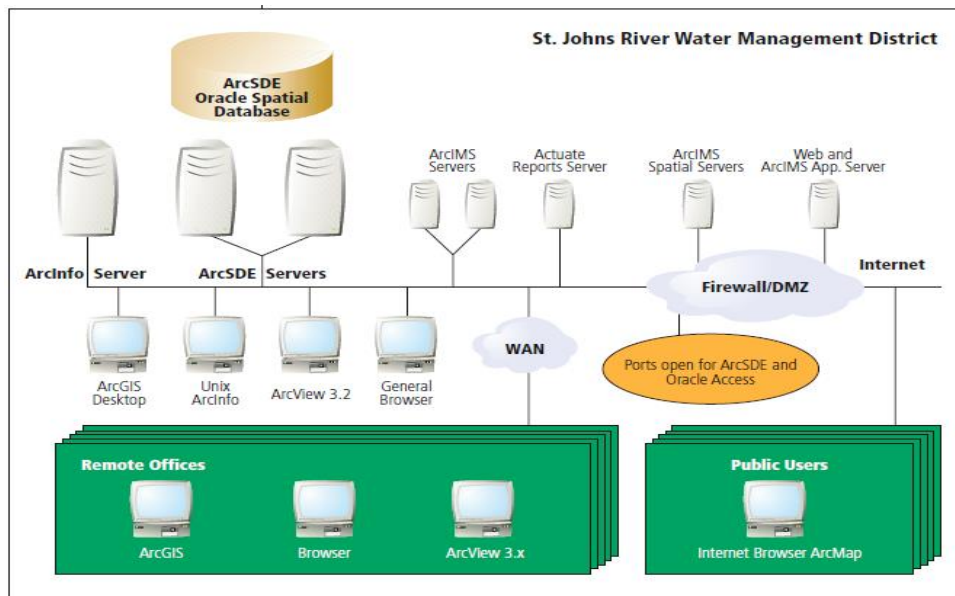 St. Johns River Water Management District
ArcSDE
Oracle Spatial
Database
ArcIMS
Servers
Actuate
Reports Server
ArcIMS
Spatial Servers
Web and
ArcIMS App. Server
ArcInfo Server
ArcSDE Servers
Firewall/DMZ
Internet
ArcGIS
Desktop
Unix
ArcInfo
ArcView 3.2
General
Browser
WAN
Ports open for ArcSDE and
Oracle Access
Remote Offices
ArcGIS
Browser
ArcView 3.x
Public Users
Internet Browser ArcMap